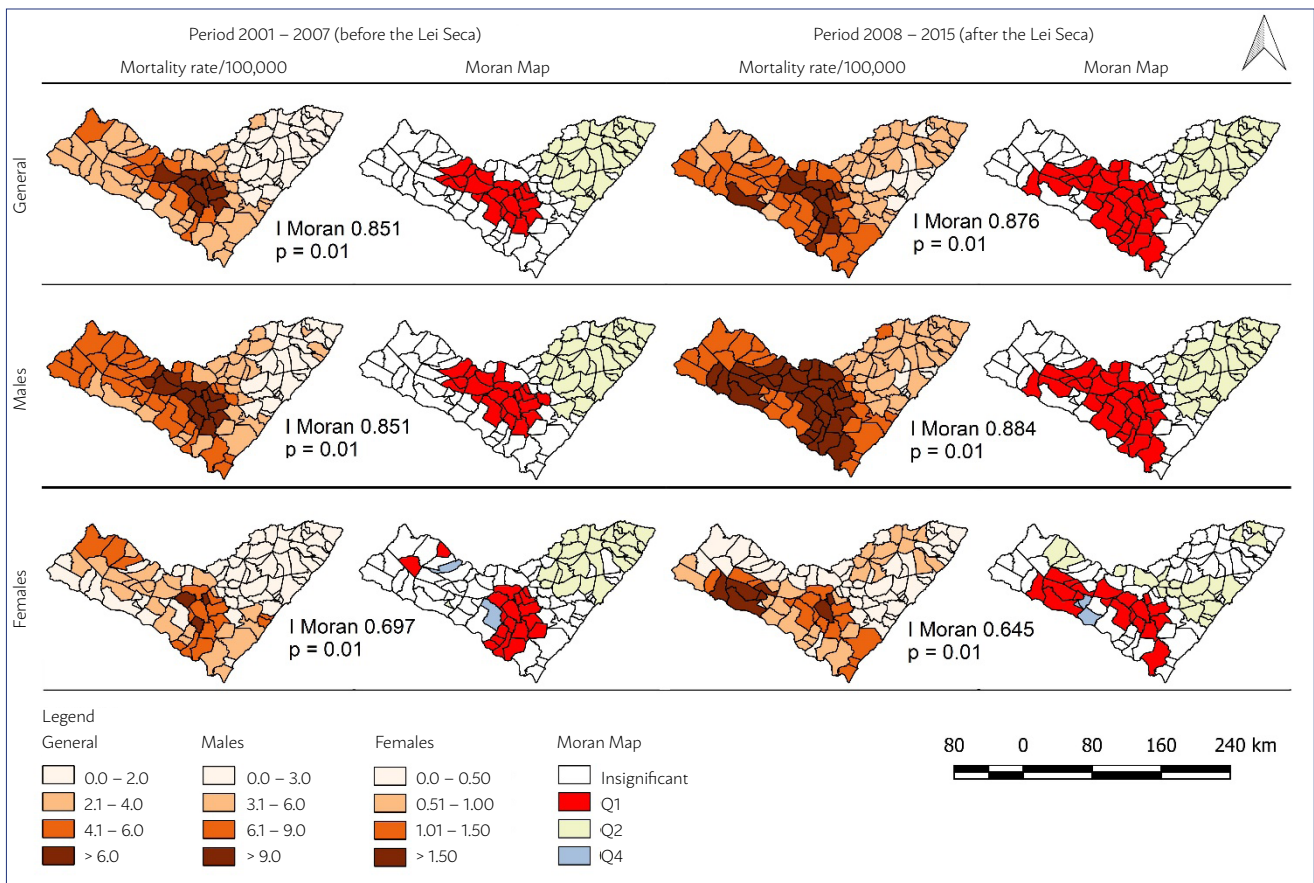 Period 2001 – 2007 (before the Lei Seca)
Period 2008 – 2015 (after the Lei Seca)
Mortality rate/100,000
Moran Map
Mortality rate/100,000
Moran Map
General
I Moran 0.851
p = 0.01
I Moran 0.876
p = 0.01
Males
I Moran 0.851
p = 0.01
I Moran 0.884
p = 0.01
Females
I Moran 0.697
p = 0.01
I Moran 0.645
p = 0.01
Legend
General
0.0 – 2.0
2.1 – 4.0
4.1 – 6.0
> 6.0
Males
0.0 – 3.0
3.1 – 6.0
6.1 – 9.0
> 9.0
Females
0.0 – 0.50
0.51 – 1.00
1.01 – 1.50
> 1.50
Moran Map
Insignificant
Q1
Q2
Q4
80 0 80 160 240 km